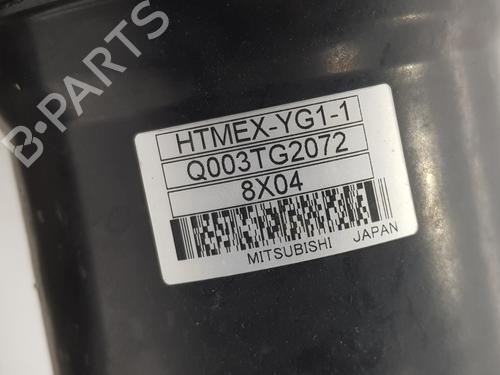 B-PARTS
HTMEX-YG1-1
Q003TG2072
8X04
MITSUBISHI JAPAN